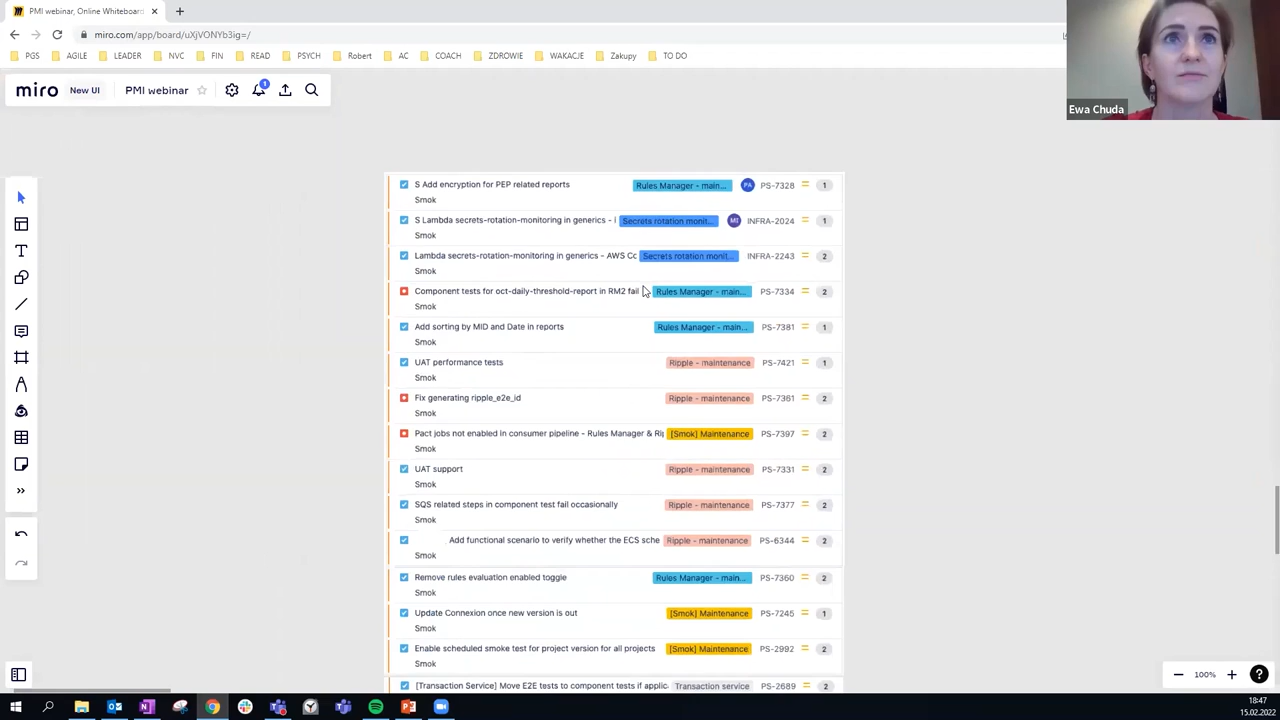 PMI webinar, Online Whiteboard
miro.com/app/board/uXjVONYb3ig=/
PGS AGILE LEADER NVC FIN READ PSYCH Robert AC COACH ZDROWIE WAKACJE Zakupy TO DO
miro New UI PMI webinar 1
Ewa Chuda
S Add encryption for PEP related reports Rules Manager - main... PA PS-7328 1
Smok
S Lambda secrets-rotation-monitoring in generics - Secrets rotation monit... MI INFRA-2024 1
Smok
Lambda secrets-rotation-monitoring in generics - AWS Co Secrets rotation monit... INFRA-2243 2
Smok
Component tests for oct-daily-threshold-report in RM2 fail Rules Manager - main... PS-7334 2
Smok
Add sorting by MID and Date in reports Rules Manager - main... PS-7381 1
Smok
UAT performance tests Ripple - maintenance PS-7421 1
Smok
Fix generating ripple_e2e_id Ripple - maintenance PS-7361 2
Smok
Pact jobs not enabled in consumer pipeline - Rules Manager & Rip [Smok] Maintenance PS-7397 2
Smok
UAT support Ripple - maintenance PS-7331 2
Smok
SQS related steps in component test fail occasionally Ripple - maintenance PS-7377 2
Smok
. Add functional scenario to verify whether the ECS sche Ripple - maintenance PS-6344 2
Smok
Remove rules evaluation enabled toggle Rules Manager - main... PS-7360 2
Smok
Update Connexion once new version is out [Smok] Maintenance PS-7245 1
Smok
Enable scheduled smoke test for project version for all projects [Smok] Maintenance PS-2992 2
Smok
[Transaction Service] Move E2E tests to component tests if applic Transaction service PS-2689 2
100%
18:47
15.02.2022